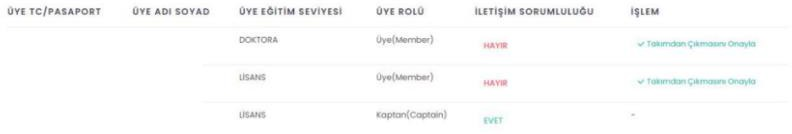 ÜYE TC/PASAPORT ÜYE ADI SOYAD ÜYE EĞİTİM SEVİYESİ ÜYE ROLÜ İLETİŞİM SORUMLULUĞU İŞLEM
DOKTORA Üye(Member) HAYIR ✓ Takımdan Çıkmasını Onayla
LİSANS Üye(Member) HAYIR ✓ Takımdan Çıkmasını Onayla
LİSANS Kaptan(Captain) EVET -